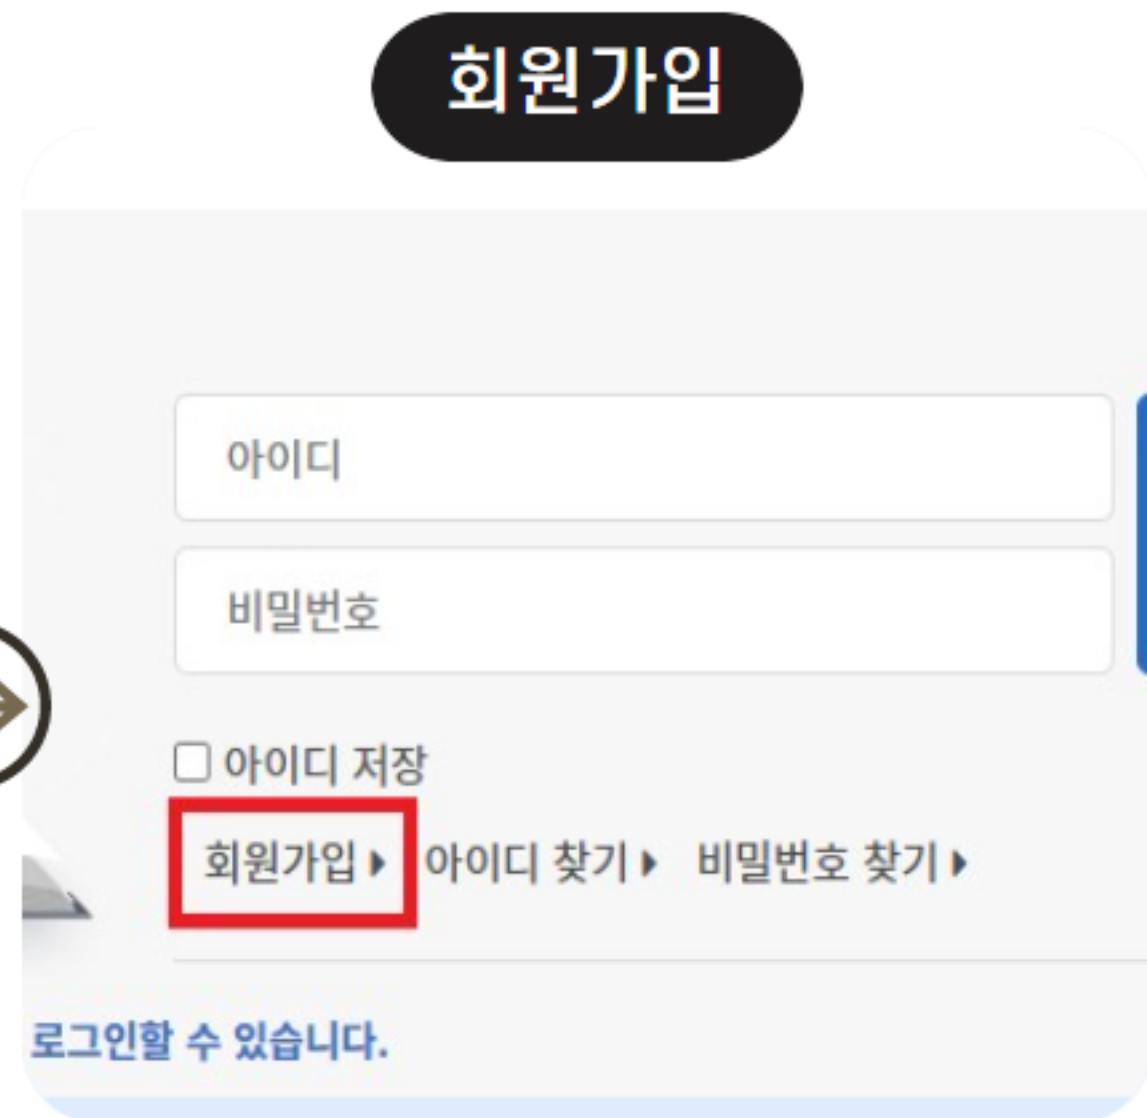 회원가입
아이디
비밀번호
아이디 저장
회원가입 아이디 찾기 비밀번호 찾기
로그인할 수 있습니다.